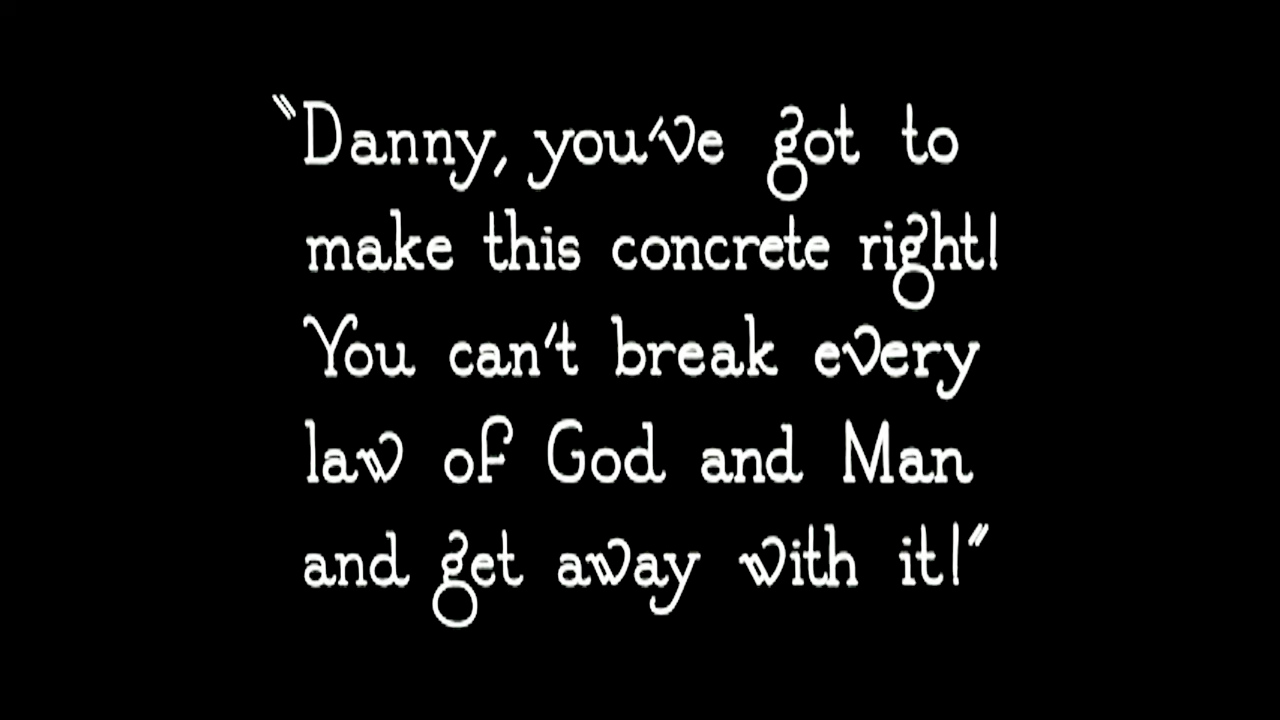 "Danny, you've got to
make this concrete right!
You can't break every
law of God and Man
and get away with it!"